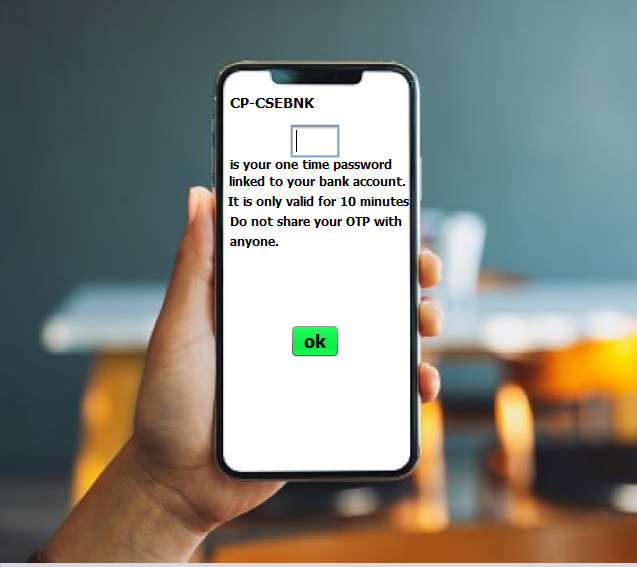 CP-CSEBNK
is your one time password
linked to your bank account.
It is only valid for 10 minutes
Do not share your OTP with
anyone.
ok